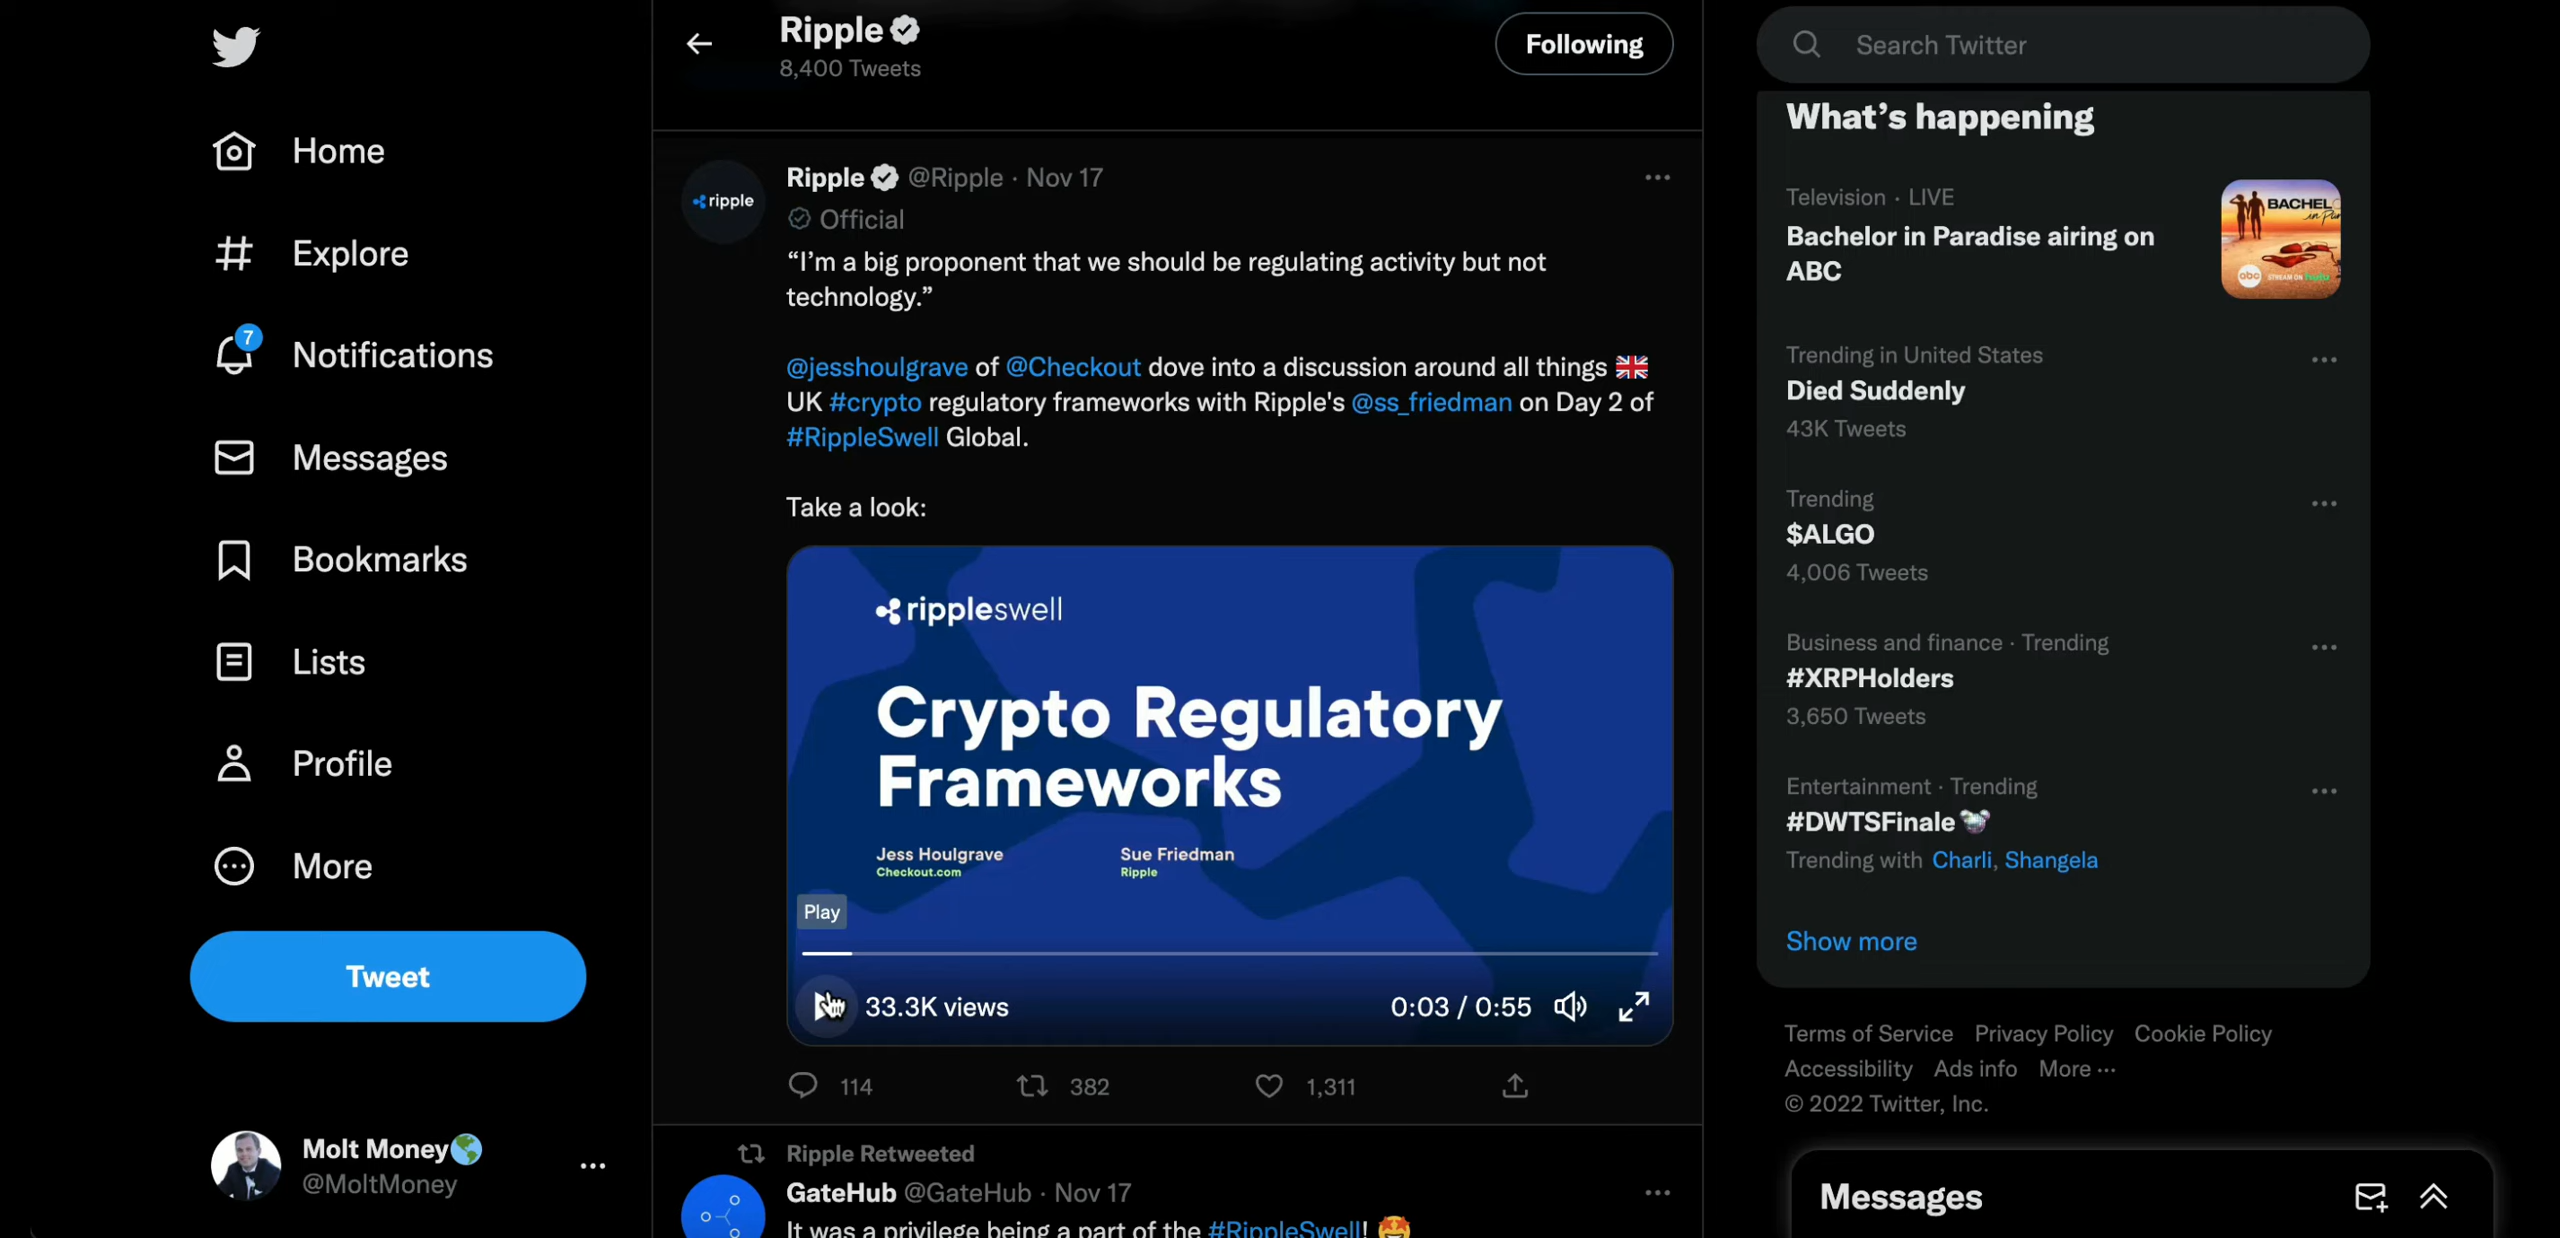 Home
Explore
7
Notifications
Messages
Bookmarks
Lists
Profile
More
Tweet
Molt Money🌎
@MoltMoney
Ripple
8,400 Tweets
Following
ripple
Ripple @Ripple · Nov 17
Official
“I’m a big proponent that we should be regulating activity but not
technology.”
@jesshoulgrave of @Checkout dove into a discussion around all things 🇬🇧
UK #crypto regulatory frameworks with Ripple's @ss_friedman on Day 2 of
#RippleSwell Global.
Take a look:
rippleswell
Crypto Regulatory
Frameworks
Jess Houlgrave
Checkout.com
Sue Friedman
Ripple
Play
33.3K views
0:03 / 0:55
114
382
1,311
Ripple Retweeted
GateHub @GateHub · Nov 17
It was a privilege being a part of the #RippleSwell! 🤩
Search Twitter
What’s happening
Television · LIVE
Bachelor in Paradise airing on
ABC
BACHEL
abc STREAM ON hulu
Trending in United States
Died Suddenly
43K Tweets
Trending
$ALGO
4,006 Tweets
Business and finance · Trending
#XRPHolders
3,650 Tweets
Entertainment · Trending
#DWTSFinale
Trending with Charli, Shangela
Show more
Terms of Service Privacy Policy Cookie Policy
Accessibility Ads info More ···
© 2022 Twitter, Inc.
Messages